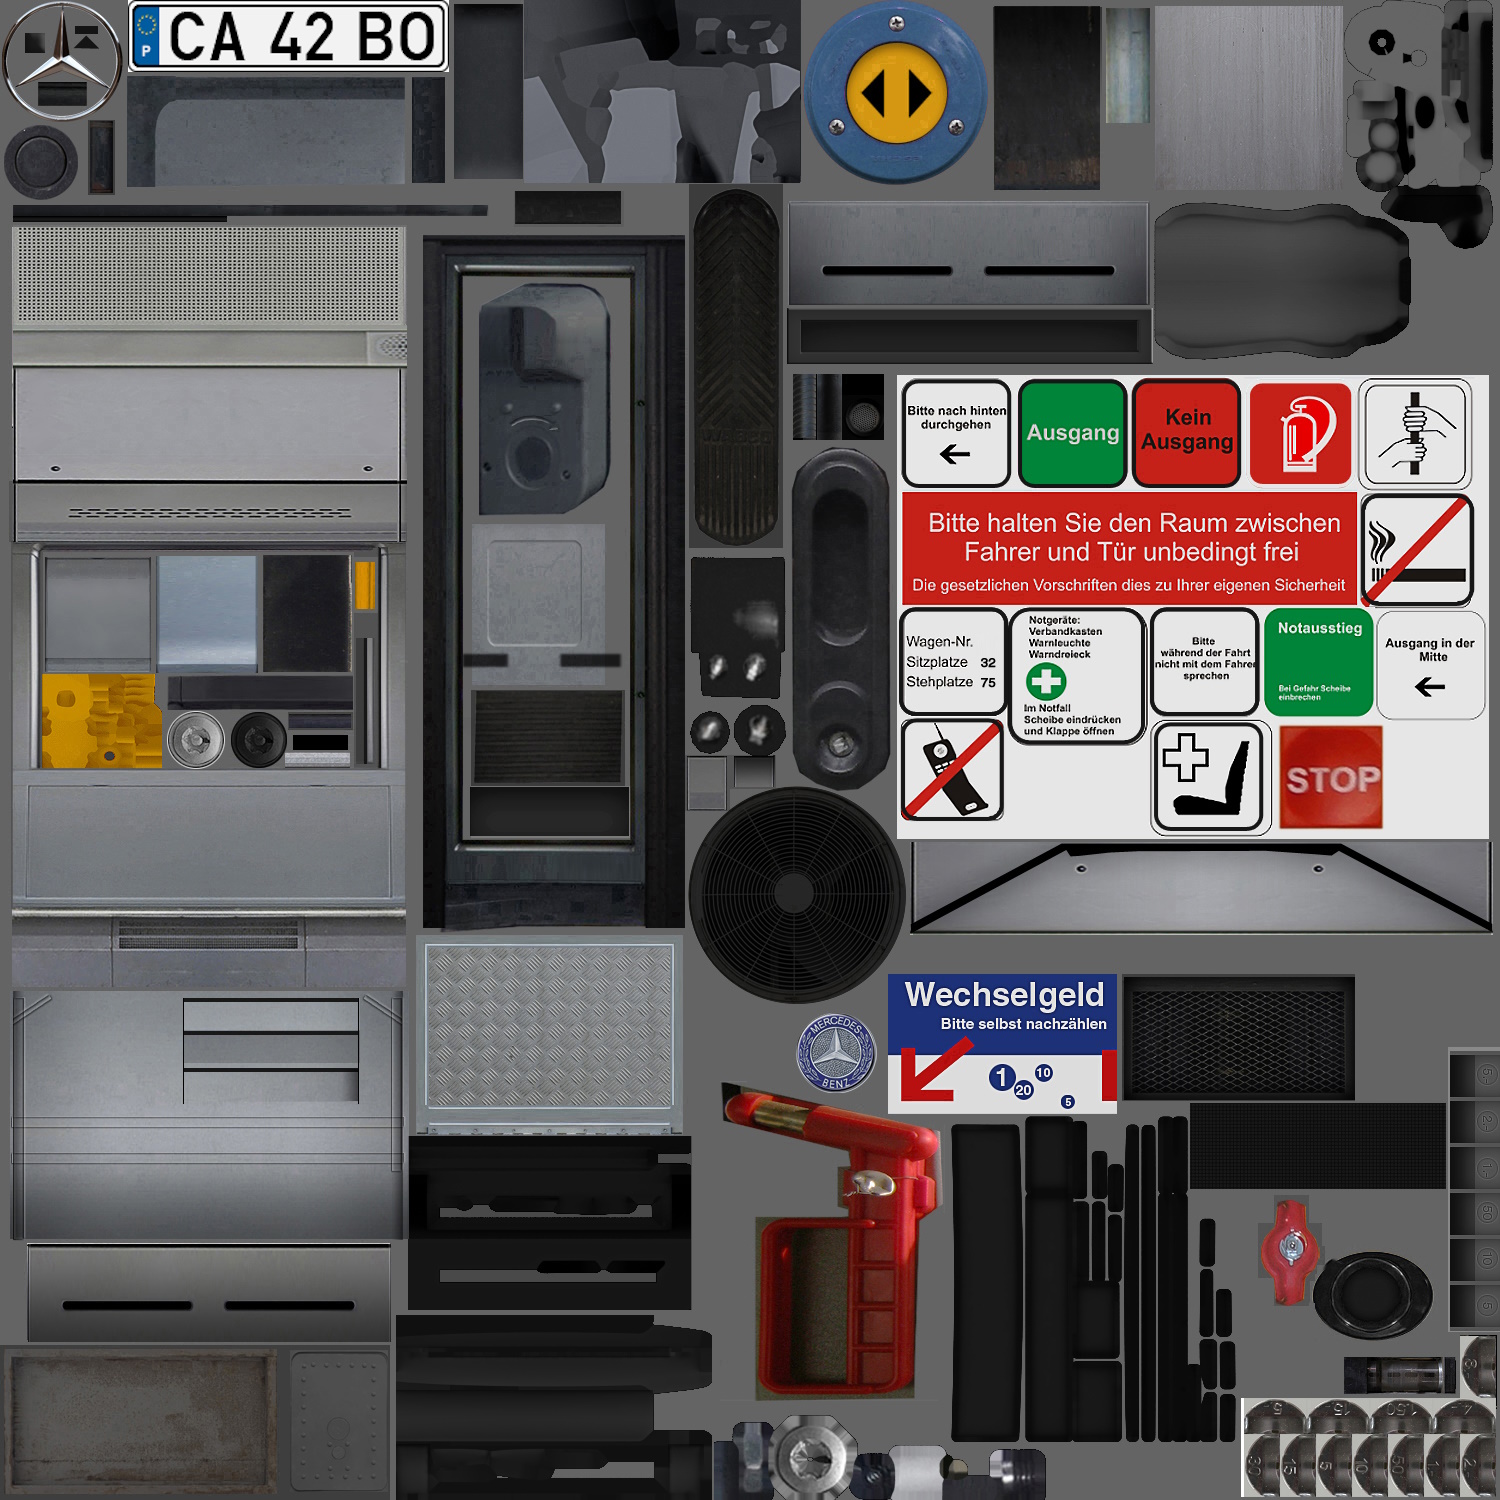 P
CA 42 BO
Bitte nach hinten
durchgehen
Ausgang
Kein
Ausgang
Bitte halten Sie den Raum zwischen
Fahrer und Tür unbedingt frei
Die gesetzlichen Vorschriften dies zu Ihrer eigenen Sicherheit
Wagen-Nr.
Sitzplatze 32
Stehplatze 75
Notgeräte:
Verbandkasten
Warnleuchte
Warndreieck
Im Notfall
Scheibe eindrücken
und Klappe öffnen
Bitte
während der Fahrt
nicht mit dem Fahrer
sprechen
Notausstieg
Bei Gefahr Scheibe
einbrechen
Ausgang in der
Mitte
STOP
Wechselgeld
Bitte selbst nachzählen
1
20
10
5
MERCEDES
BENZ